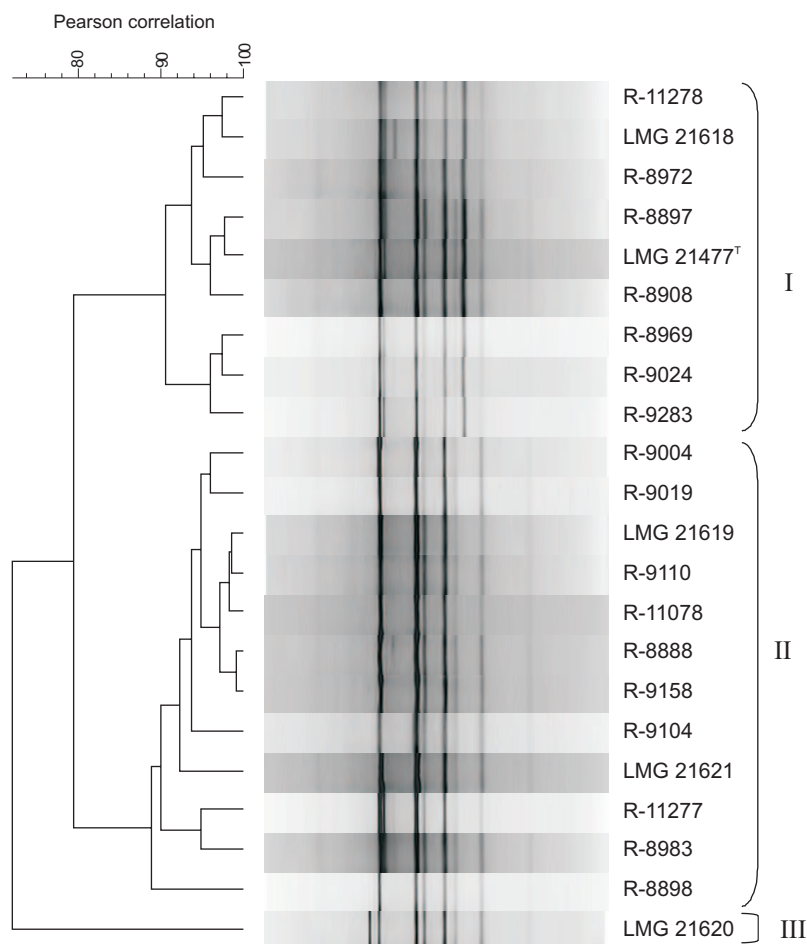 Pearson correlation
80 90 100
R-11278
LMG 21618
R-8972
R-8897
LMG 21477ᵀ
R-8908
I
R-8969
R-9024
R-9283
R-9004
R-9019
LMG 21619
R-9110
R-11078
R-8888
II
R-9158
R-9104
LMG 21621
R-11277
R-8983
R-8898
LMG 21620 III